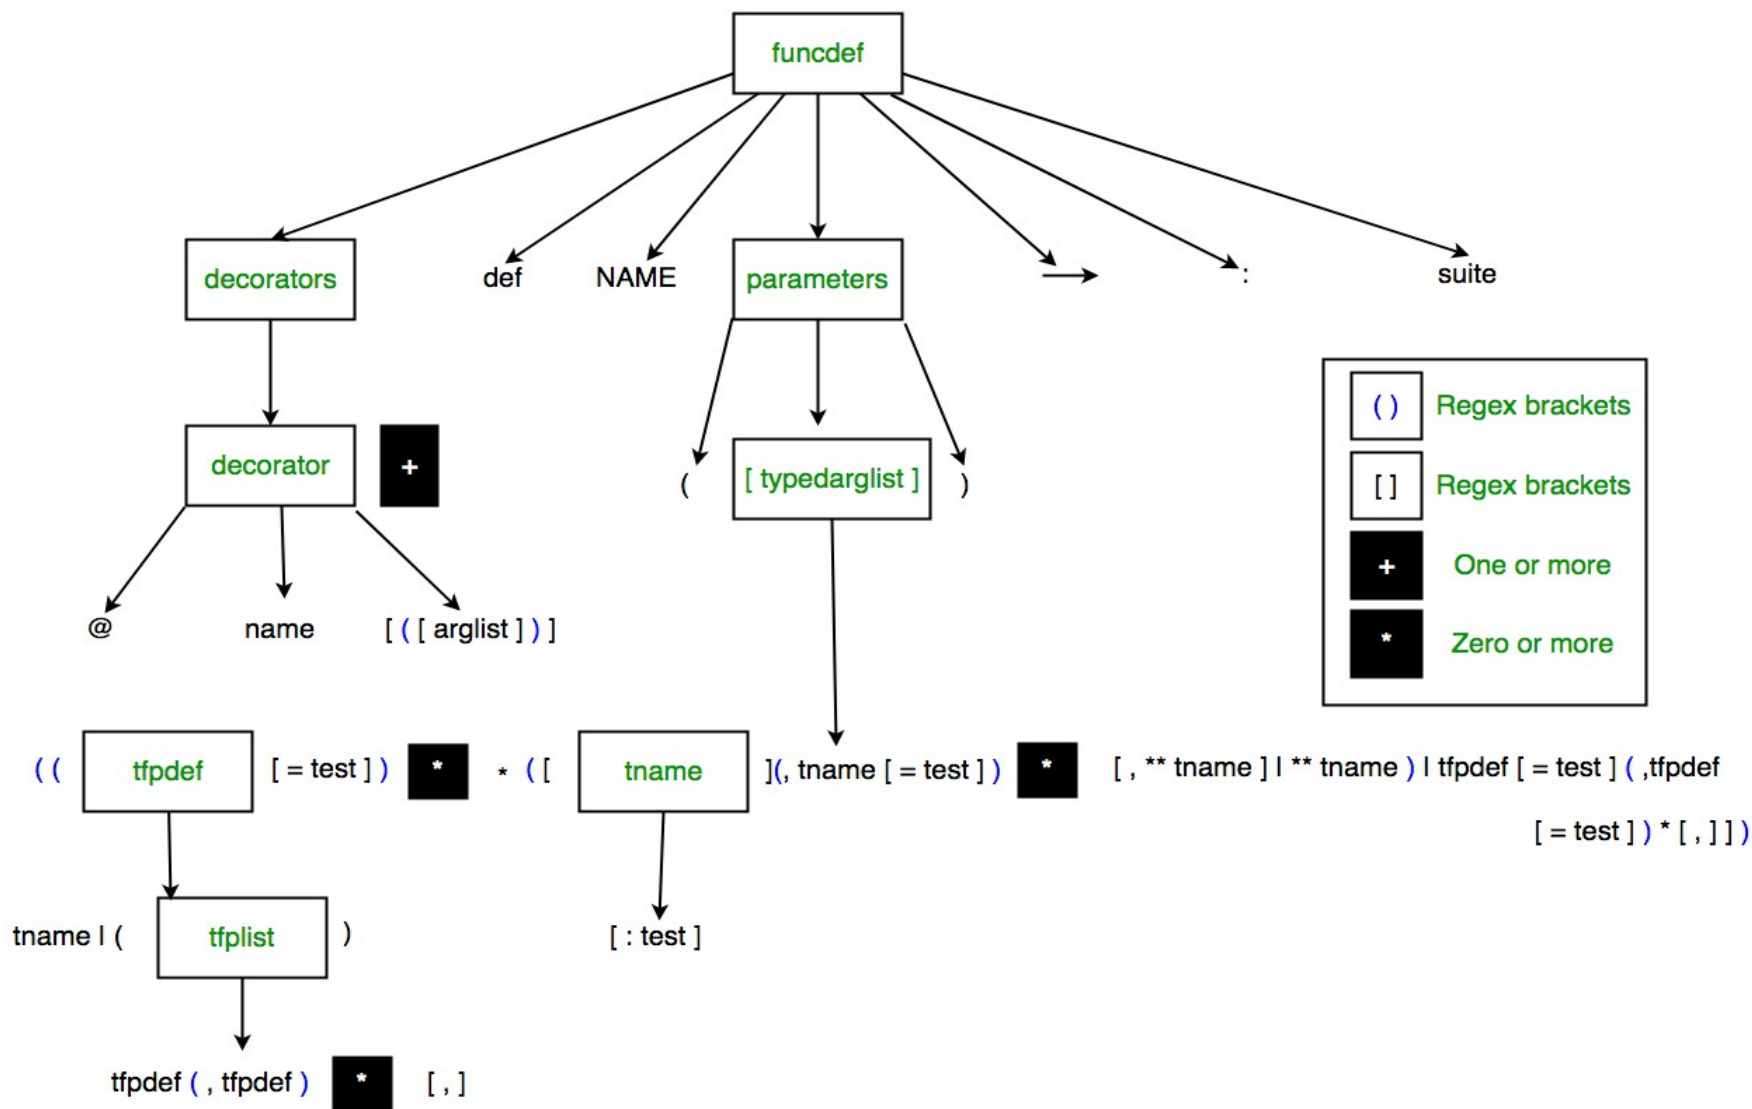 funcdef
decorators def NAME parameters : suite
( ) Regex brackets
decorator + ( [ typedarglist ] ) [ ] Regex brackets
+ One or more
@ name [ ( [ arglist ] ) ] * Zero or more
( ( tfpdef [ = test ] ) * * ( [ tname ](, tname [ = test ] ) * [ , ** tname ] | ** tname ) | tfpdef [ = test ] ( ,tfpdef
[ = test ] ) * [ , ] ] )
tname | ( tfplist ) [ : test ]
tfpdef ( , tfpdef ) * [ , ]